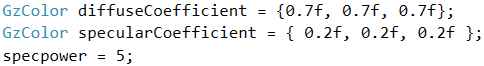 GzColor diffuseCoefficient = {0.7f, 0.7f, 0.7f};
GzColor specularCoefficient = { 0.2f, 0.2f, 0.2f };
specpower = 5;